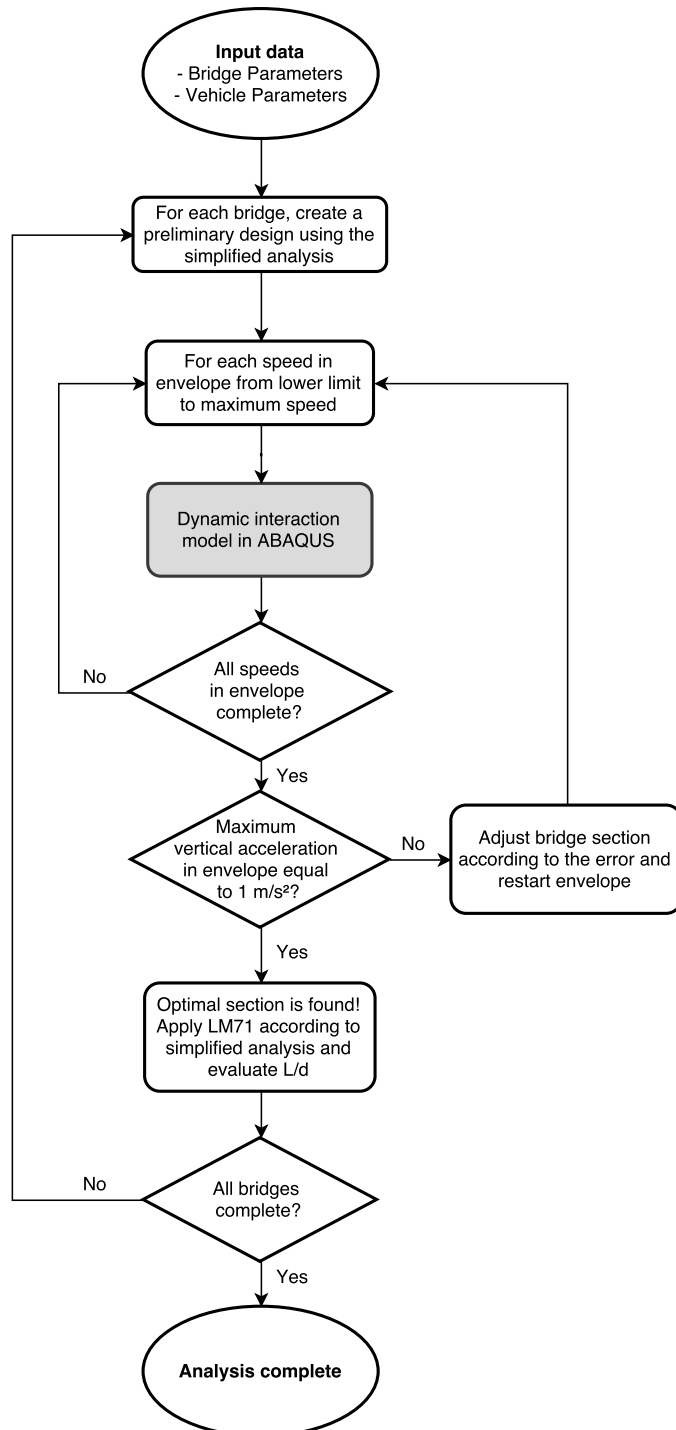 Input data
- Bridge Parameters
- Vehicle Parameters
For each bridge, create a
preliminary design using the
simplified analysis
For each speed in
envelope from lower limit
to maximum speed
Dynamic interaction
model in ABAQUS
All speeds
in envelope
complete?
No
Yes
Maximum
vertical acceleration
in envelope equal
to 1 m/s²?
No
Adjust bridge section
according to the error and
restart envelope
Yes
Optimal section is found!
Apply LM71 according to
simplified analysis and
evaluate L/d
All bridges
complete?
No
Yes
Analysis complete